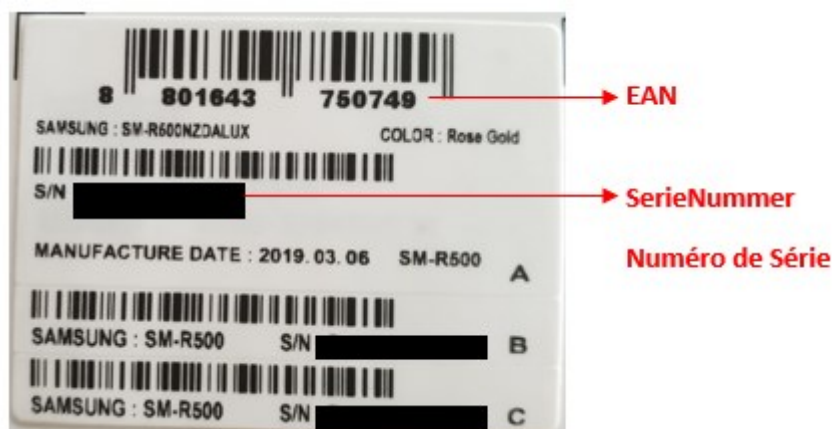 8 801643 750749
EAN
SAMSUNG : SM-R500NZDALUX COLOR : Rose Gold
S/N
SerieNummer
MANUFACTURE DATE : 2019.03.06 SM-R500 A
Numéro de Série
SAMSUNG : SM-R500 S/N B
SAMSUNG : SM-R500 S/N C